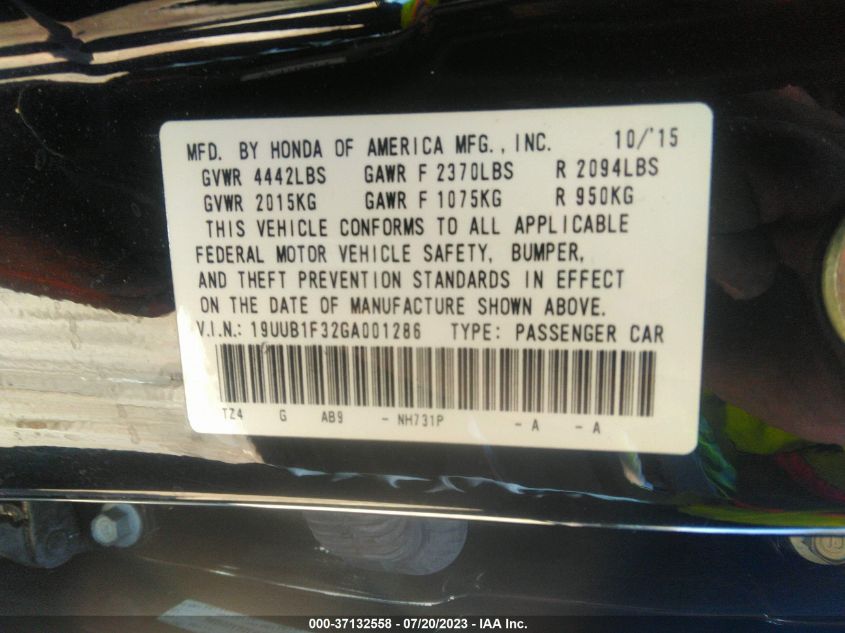 MFD. BY HONDA OF AMERICA MFG., INC. 10/'15
GVWR 4442LBS GAWR F 2370LBS R 2094LBS
GVWR 2015KG GAWR F 1075KG R 950KG
THIS VEHICLE CONFORMS TO ALL APPLICABLE
FEDERAL MOTOR VEHICLE SAFETY, BUMPER,
AND THEFT PREVENTION STANDARDS IN EFFECT
ON THE DATE OF MANUFACTURE SHOWN ABOVE.
V.I.N.: 19UUB1F32GA001286 TYPE: PASSENGER CAR
TZ4 G AB9 - NH731P - A - A
000-37132558 - 07/20/2023 - IAA Inc.